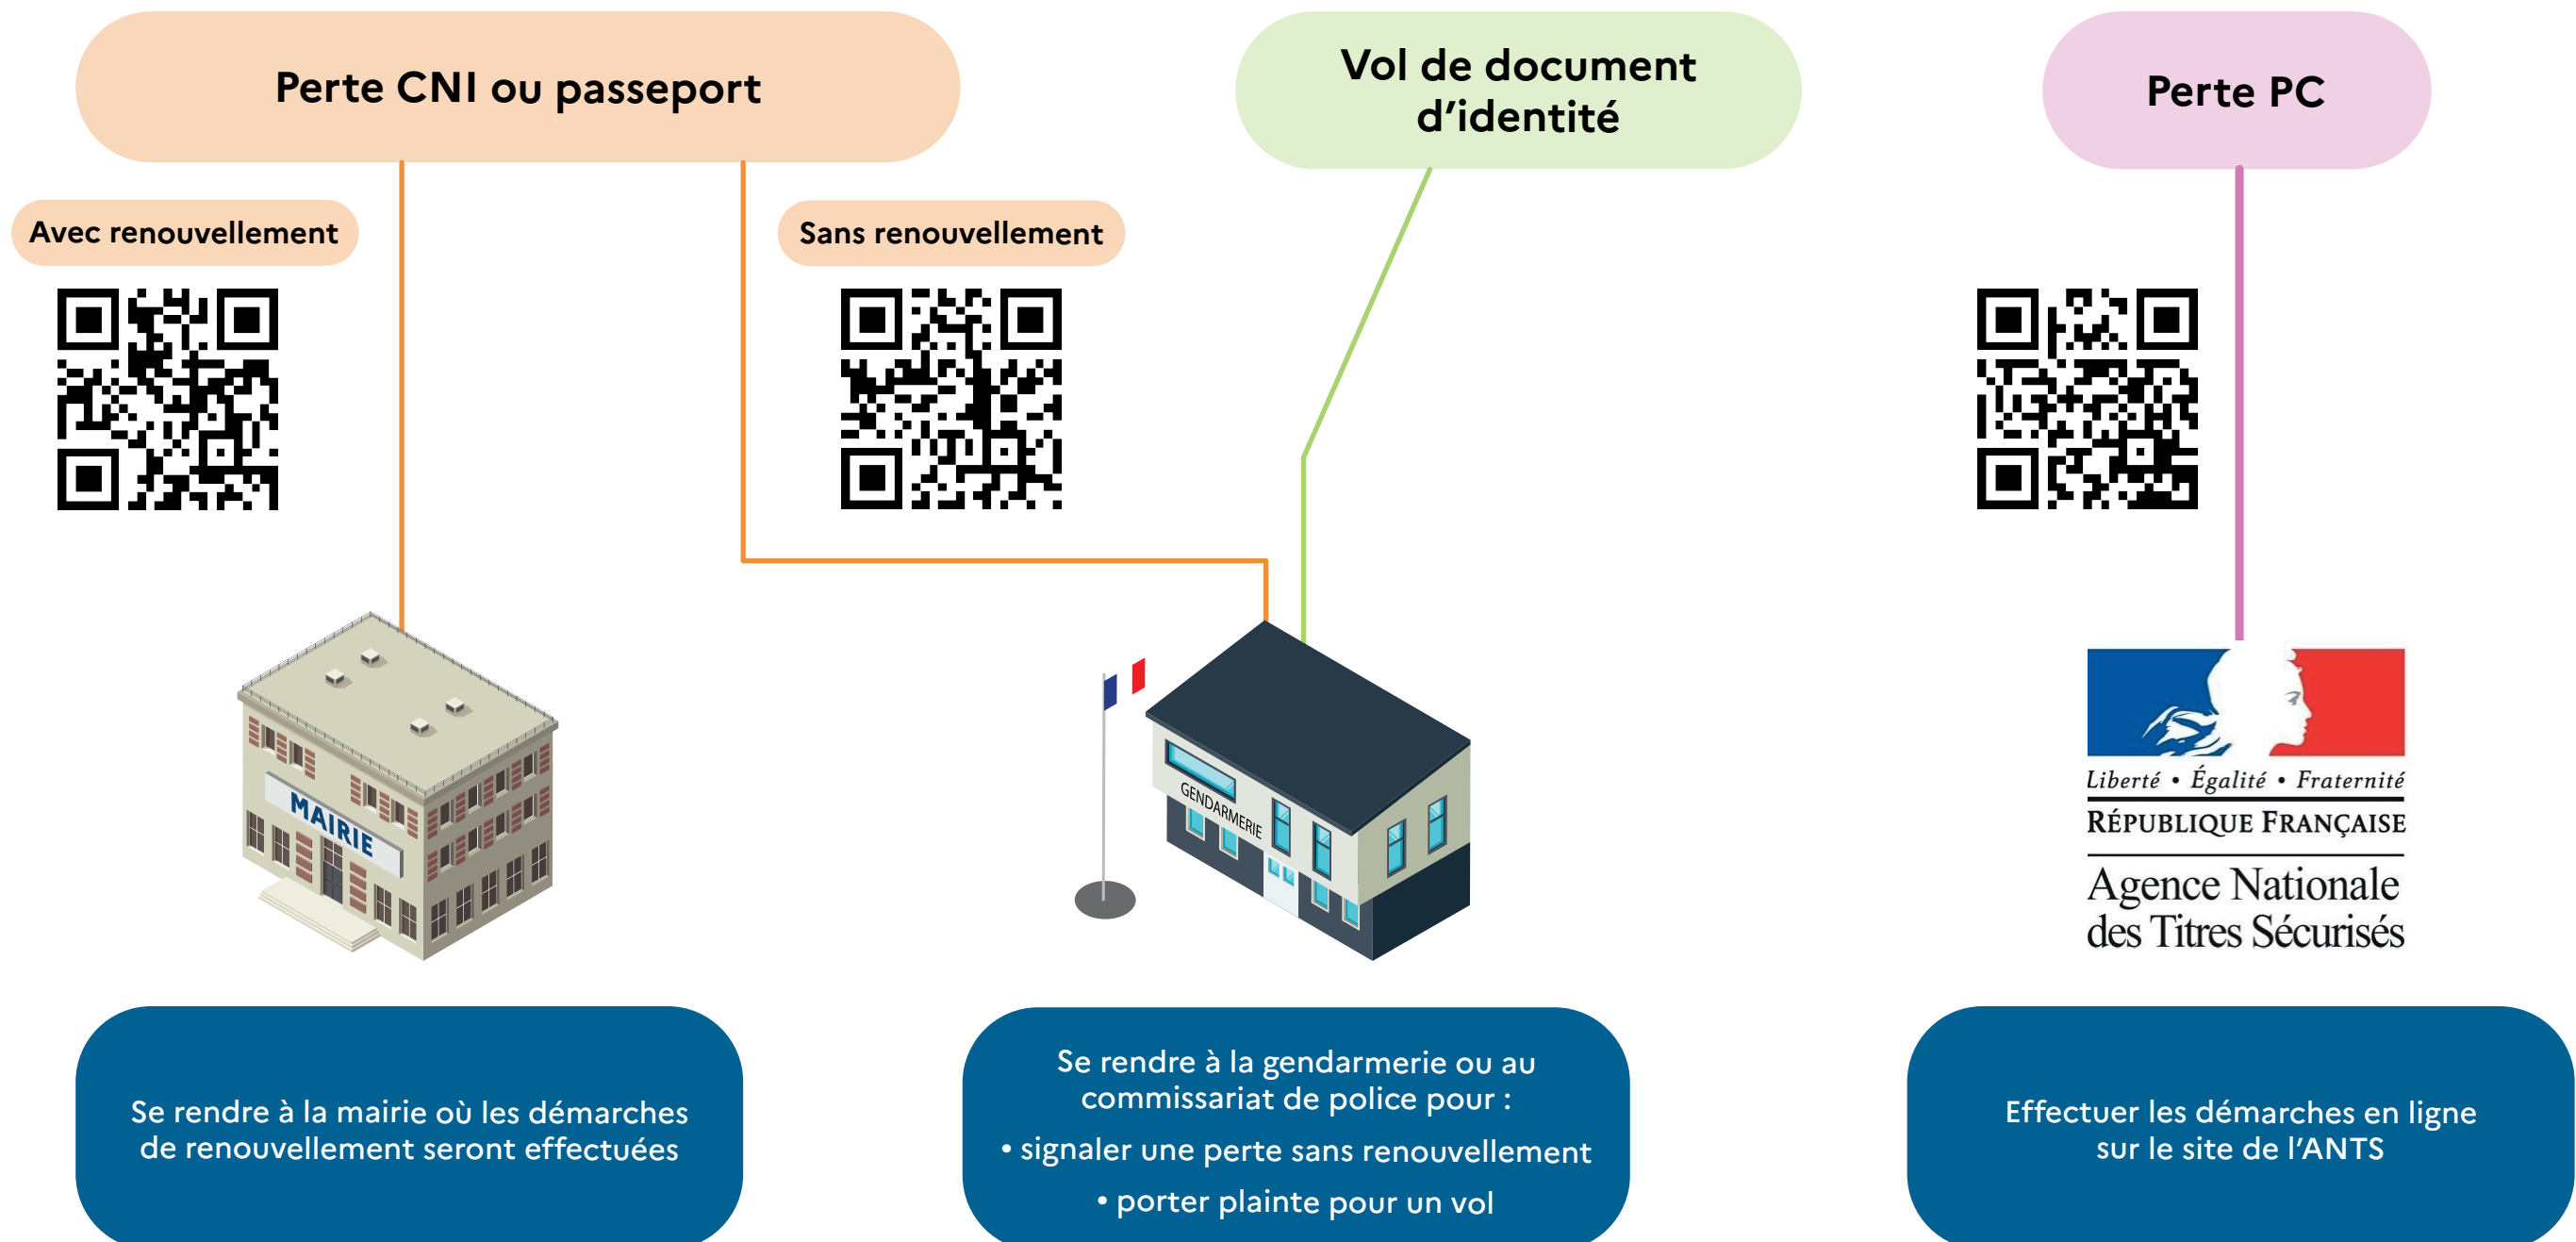 Perte CNI ou passeport
Vol de document
d'identité
Perte PC
Avec renouvellement
Sans renouvellement
MAIRIE
GENDARMERIE
Liberté • Égalité • Fraternité
RÉPUBLIQUE FRANÇAISE
Agence Nationale
des Titres Sécurisés
Se rendre à la mairie où les démarches
de renouvellement seront effectuées
Se rendre à la gendarmerie ou au
commissariat de police pour :
• signaler une perte sans renouvellement
• porter plainte pour un vol
Effectuer les démarches en ligne
sur le site de l'ANTS